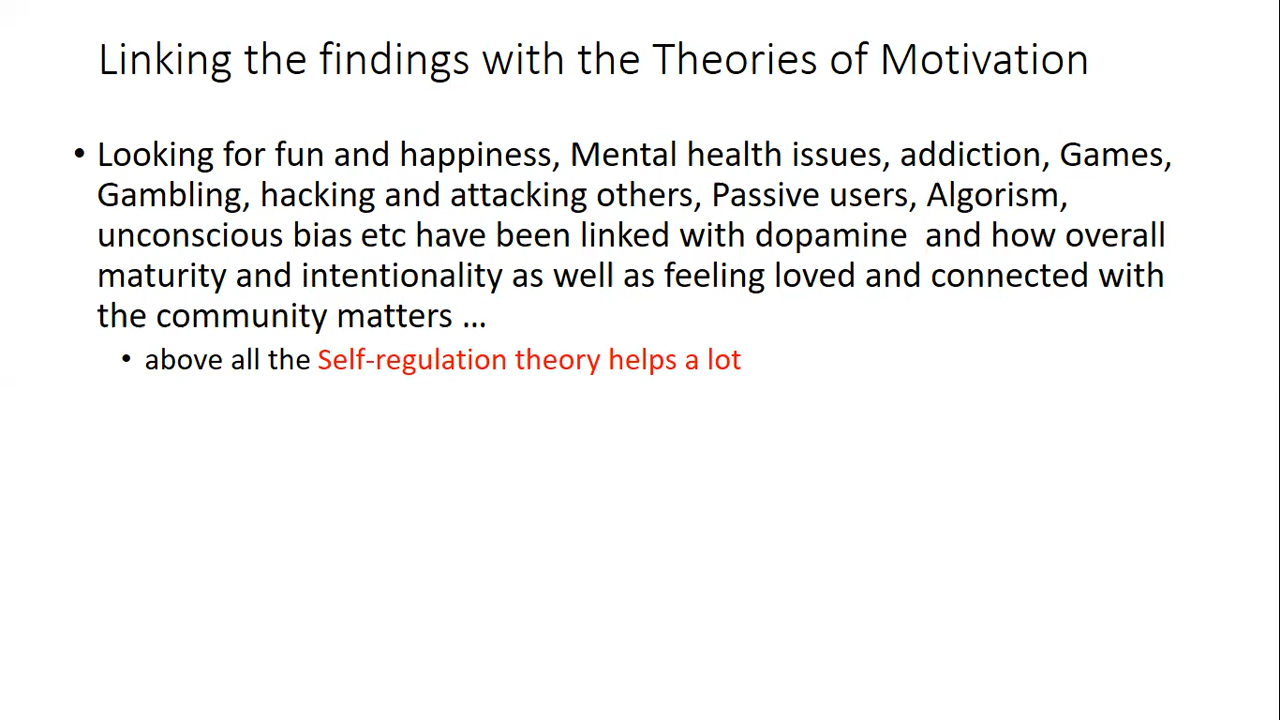 Linking the findings with the Theories of Motivation
• Looking for fun and happiness, Mental health issues, addiction, Games,
Gambling, hacking and attacking others, Passive users, Algorism,
unconscious bias etc have been linked with dopamine  and how overall
maturity and intentionality as well as feeling loved and connected with
the community matters ...
• above all the Self-regulation theory helps a lot